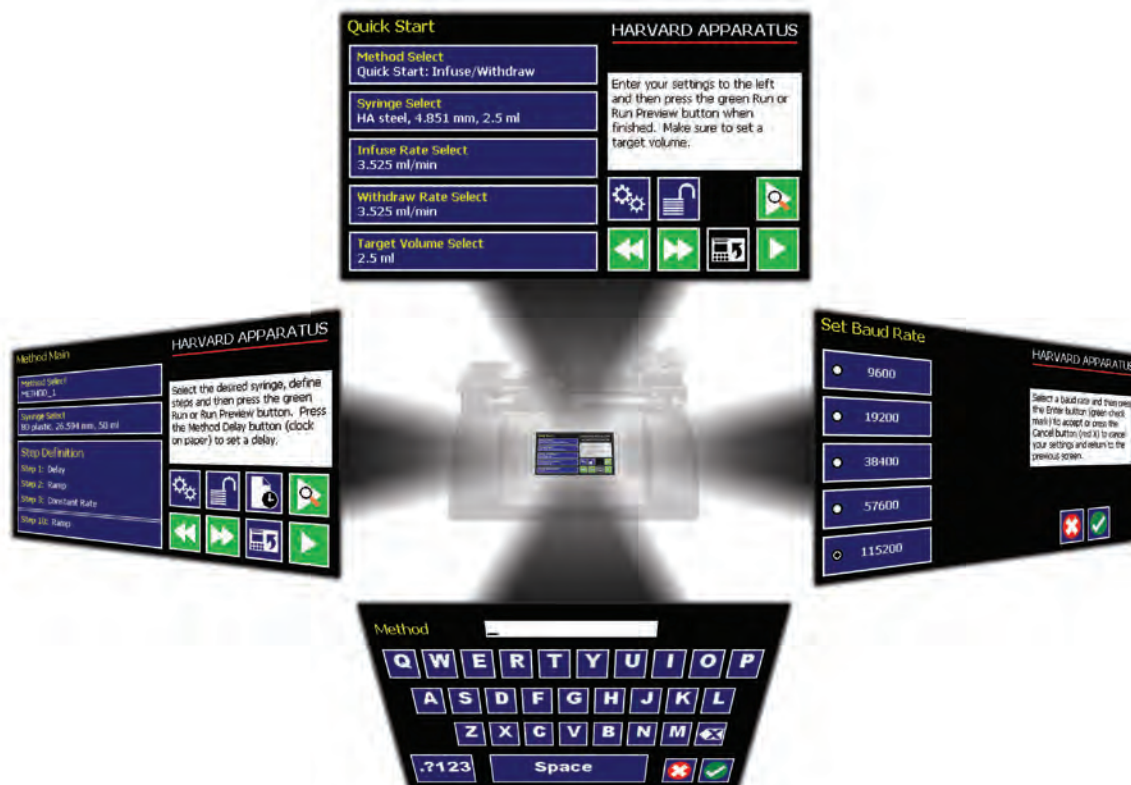 Quick Start
HARVARD APPARATUS
Method Select
Quick Start: Infuse/Withdraw
Syringe Select
HA steel, 4.851 mm, 2.5 ml
Infuse Rate Select
3.525 ml/min
Withdraw Rate Select
3.525 ml/min
Target Volume Select
2.5 ml
Enter your settings to the left
and then press the green Run or
Run Preview button when
finished. Make sure to set a
target volume.
Method Main
HARVARD APPARATUS
Method Select
METHOD_1
Syringe Select
BD plastic, 26.594 mm, 50 ml
Step Definition
Step 1: Delay
Step 2: Ramp
Step 3: Constant Rate
Step 10: Ramp
Select the desired syringe, define
steps and then press the green
Run or Run Preview button. Press
the Method Delay button (clock
on paper) to set a delay.
Set Baud Rate
HARVARD APPARATUS
9600
19200
38400
57600
115200
Select a baud rate and then press
the Enter button (green check
mark) to accept or press the
Cancel button (red X) to cancel
your settings and return to the
previous screen.
Method
_
Q W E R T Y U I O P
A S D F G H J K L
Z X C V B N M
.?123 Space